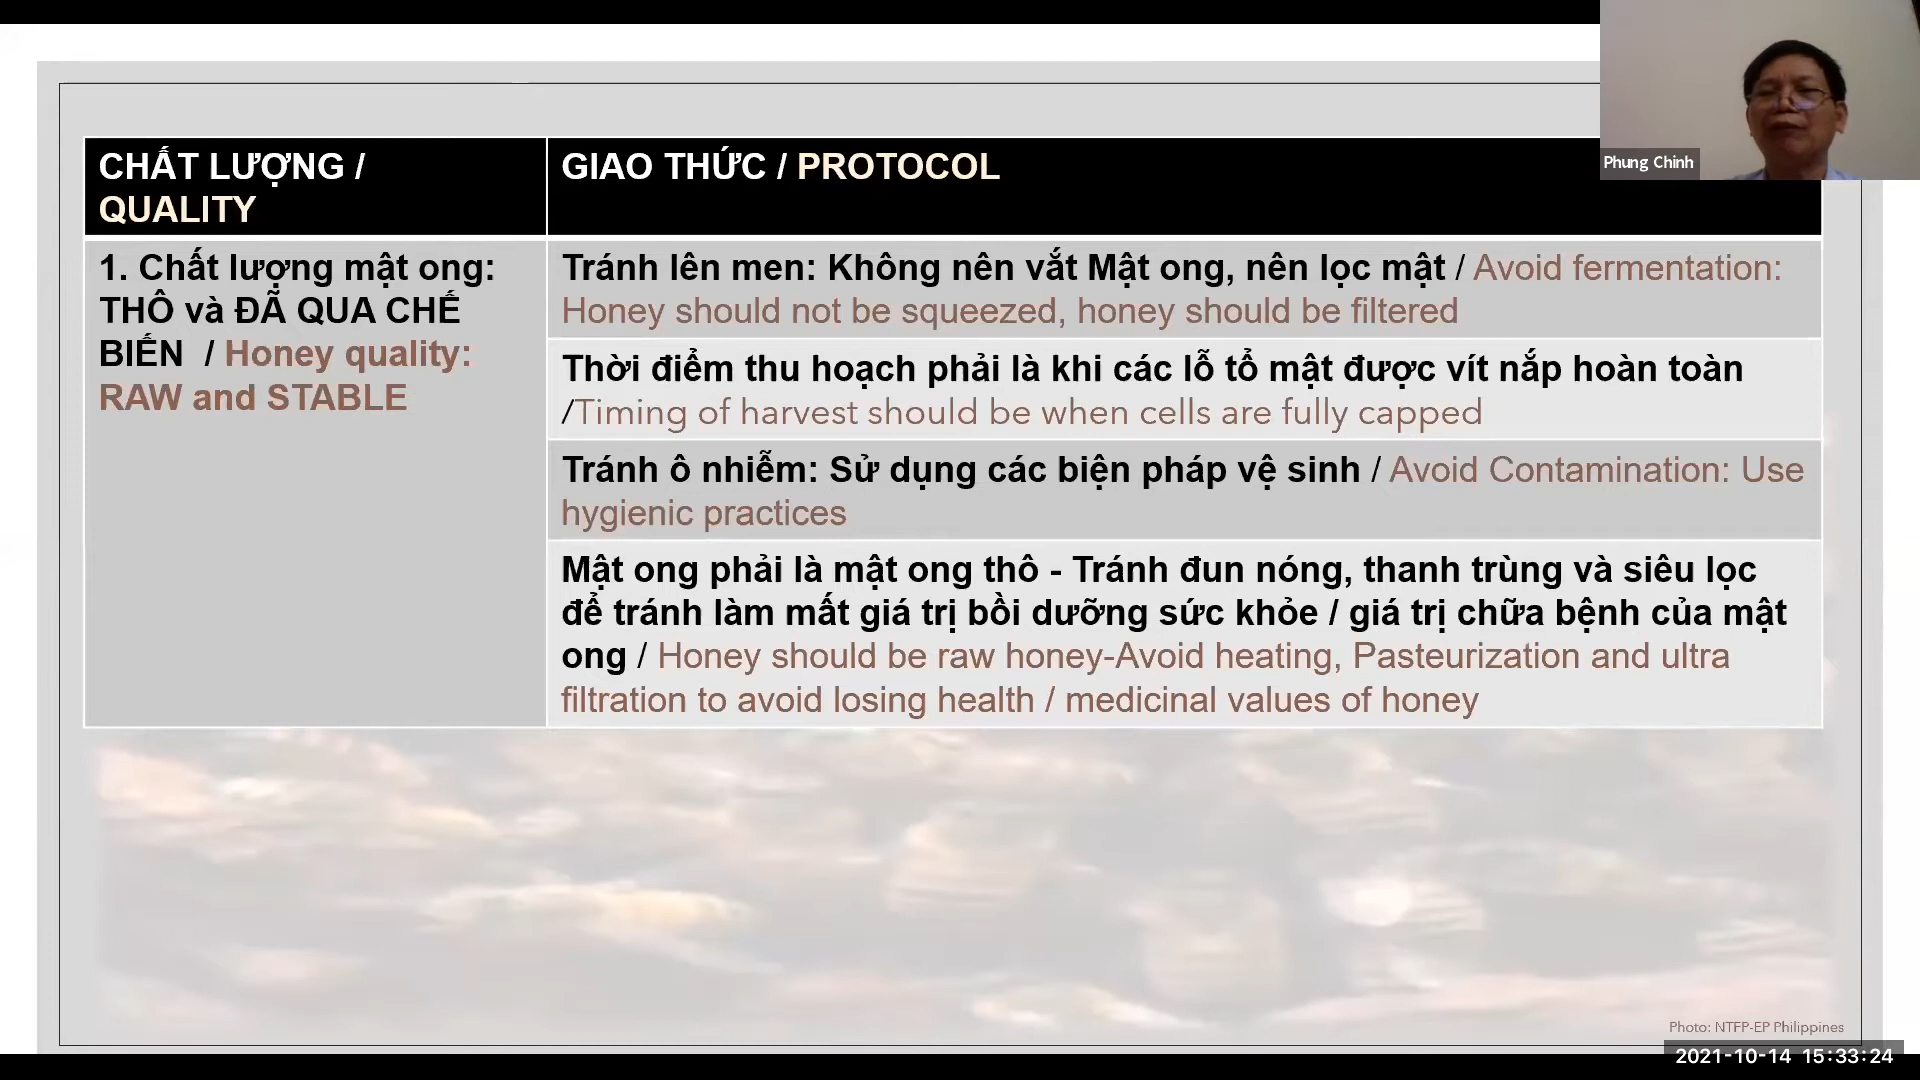 CHẤT LƯỢNG /
QUALITY
GIAO THỨC / PROTOCOL
Phung Chinh
1. Chất lượng mật ong:
THÔ và ĐÃ QUA CHẾ
BIẾN / Honey quality:
RAW and STABLE
Tránh lên men: Không nên vắt Mật ong, nên lọc mật / Avoid fermentation:
Honey should not be squeezed, honey should be filtered
Thời điểm thu hoạch phải là khi các lỗ tổ mật được vít nắp hoàn toàn
/Timing of harvest should be when cells are fully capped
Tránh ô nhiễm: Sử dụng các biện pháp vệ sinh / Avoid Contamination: Use
hygienic practices
Mật ong phải là mật ong thô - Tránh đun nóng, thanh trùng và siêu lọc
để tránh làm mất giá trị bồi dưỡng sức khỏe / giá trị chữa bệnh của mật
ong / Honey should be raw honey-Avoid heating, Pasteurization and ultra
filtration to avoid losing health / medicinal values of honey
Photo: NTFP-EP Philippines
2021-10-14 15:33:24